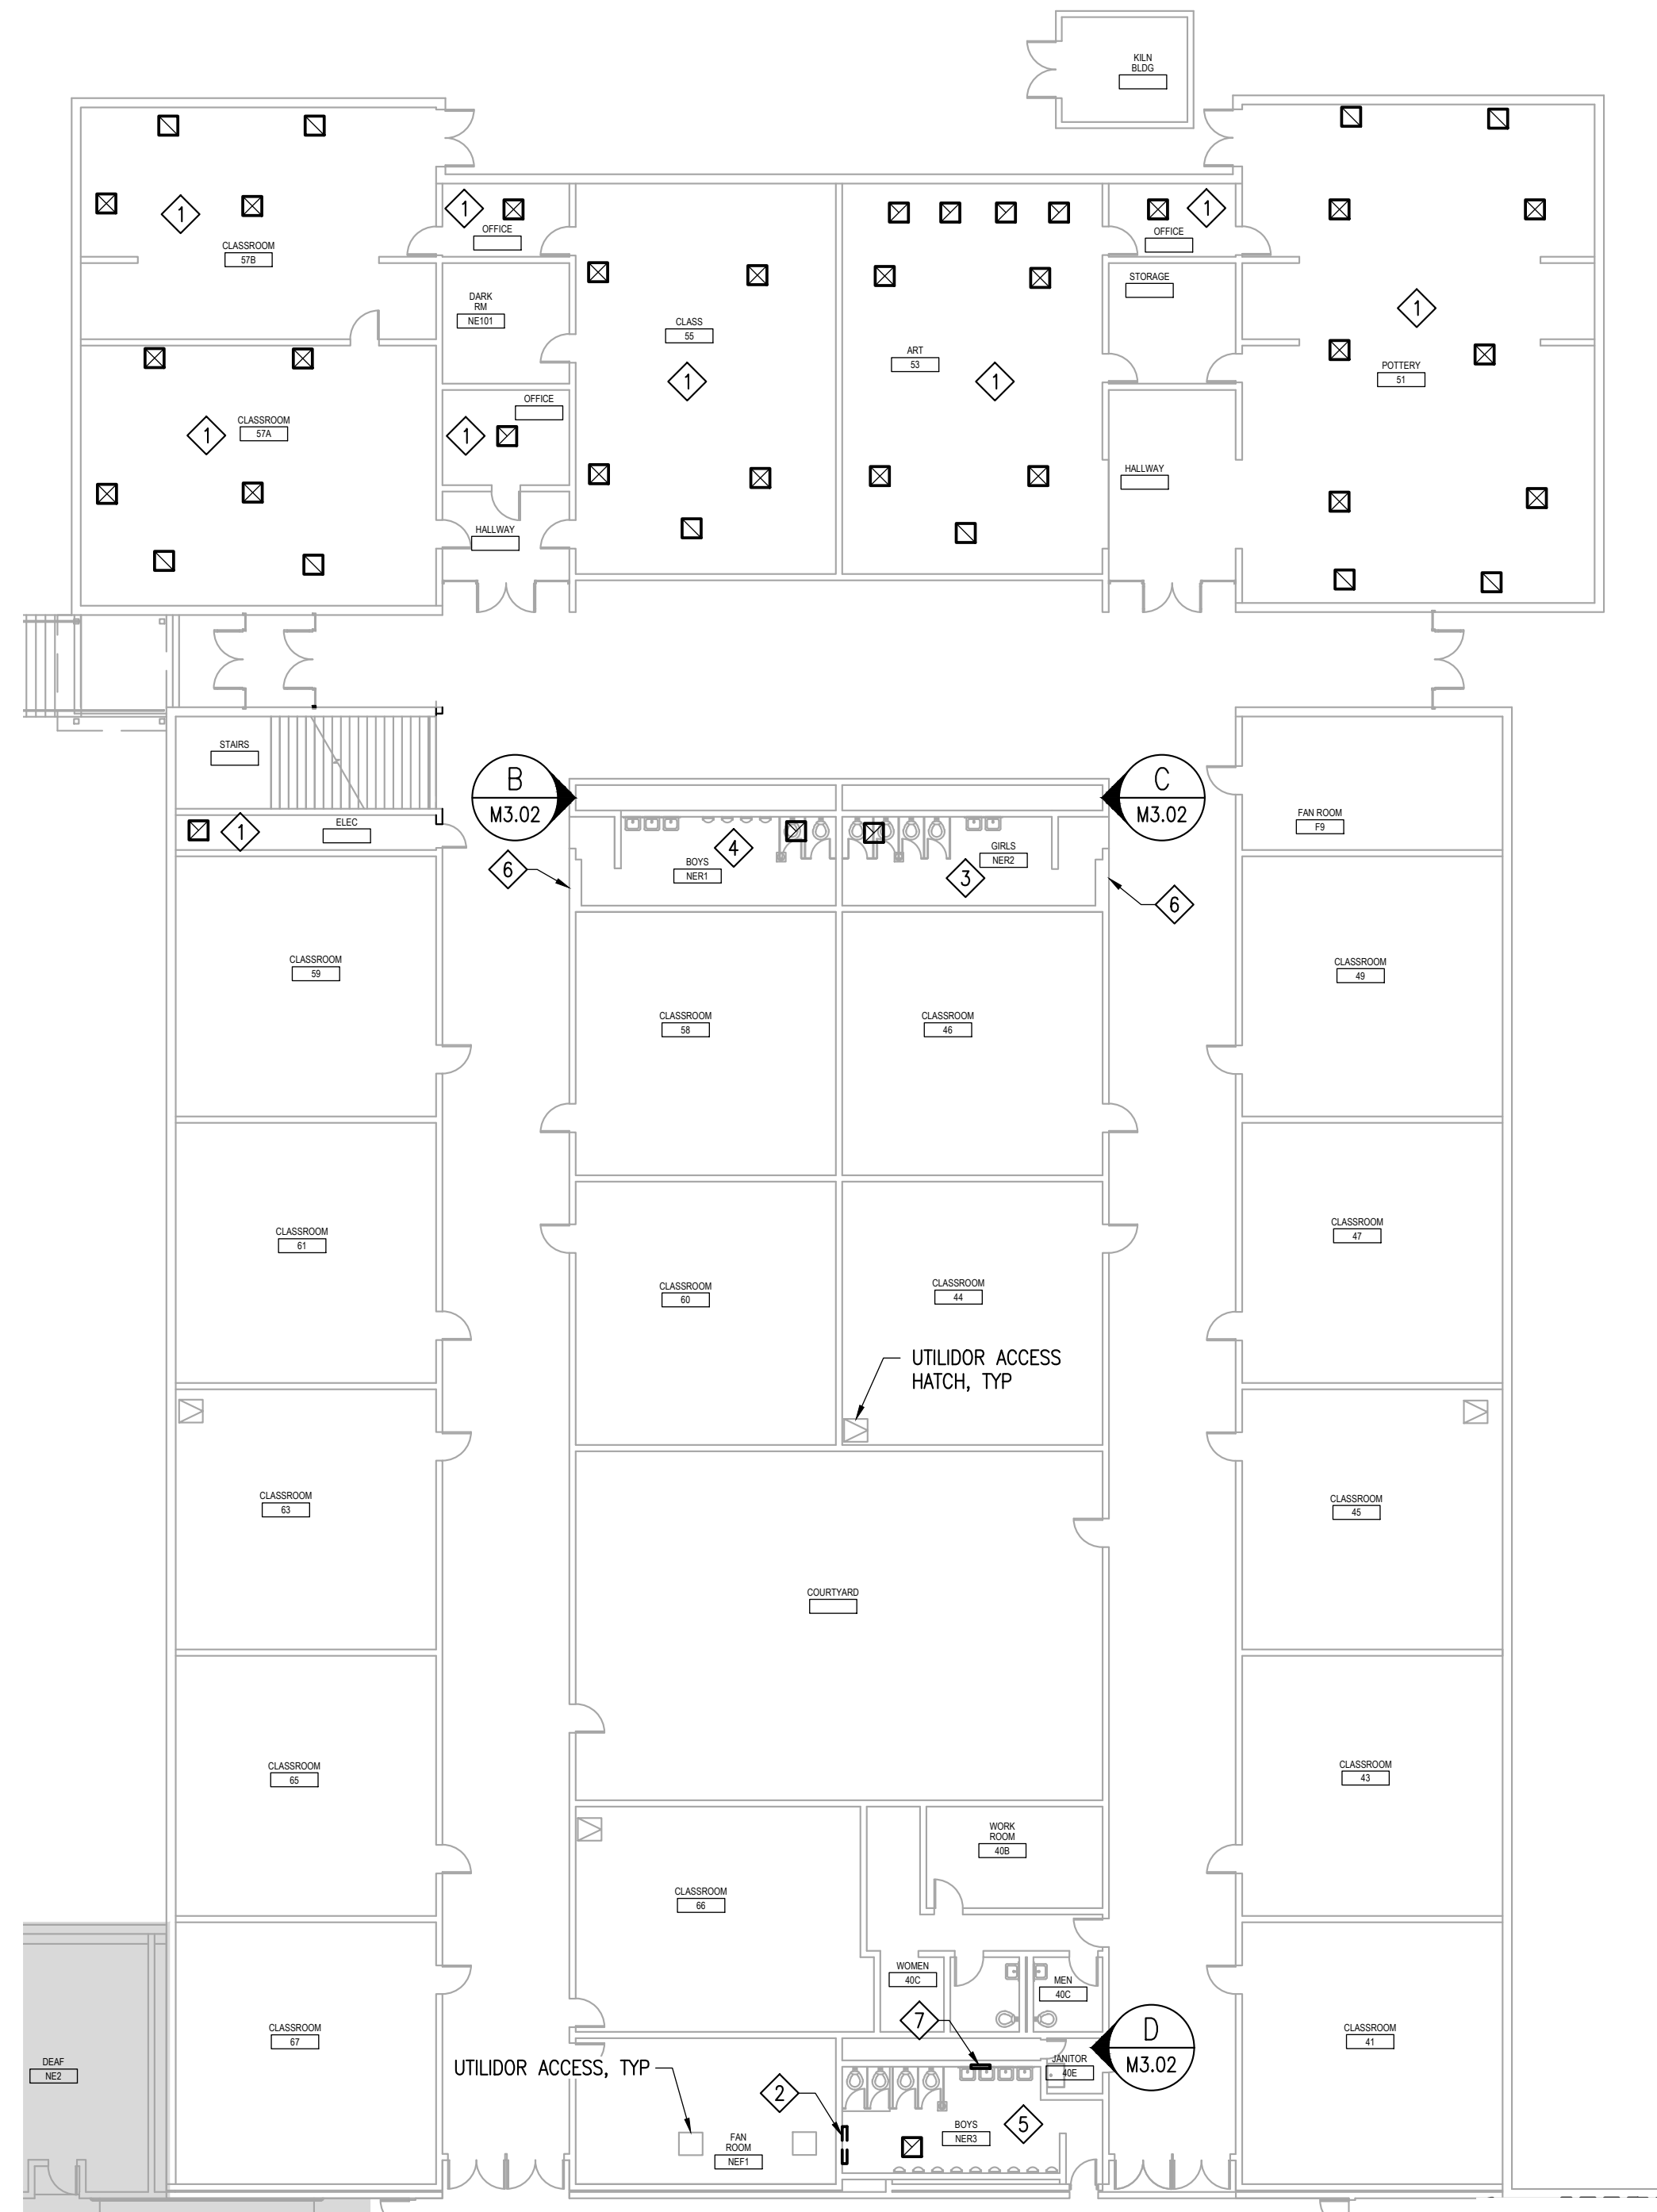 KILN
BLDG
1
CLASSROOM
57B
1
OFFICE
1
OFFICE
DARK
RM
NE101
STORAGE
1
CLASS
55
ART
53
POTTERY
51
1
1
1
CLASSROOM
57A
OFFICE
1
HALLWAY
HALLWAY
STAIRS
B
M3.02
C
M3.02
1
ELEC
FAN ROOM
F9
4
BOYS
NER1
GIRLS
NER2
3
6
6
CLASSROOM
59
CLASSROOM
49
CLASSROOM
58
CLASSROOM
46
CLASSROOM
61
CLASSROOM
47
CLASSROOM
60
CLASSROOM
44
UTILIDOR ACCESS
HATCH, TYP
CLASSROOM
63
CLASSROOM
45
COURTYARD
CLASSROOM
65
CLASSROOM
43
WORK
ROOM
40B
CLASSROOM
66
WOMEN
40C
MEN
40C
7
CLASSROOM
67
CLASSROOM
41
D
M3.02
JANITOR
40E
DEAF
NE2
UTILIDOR ACCESS, TYP
2
5
BOYS
NER3
FAN
ROOM
NEF1